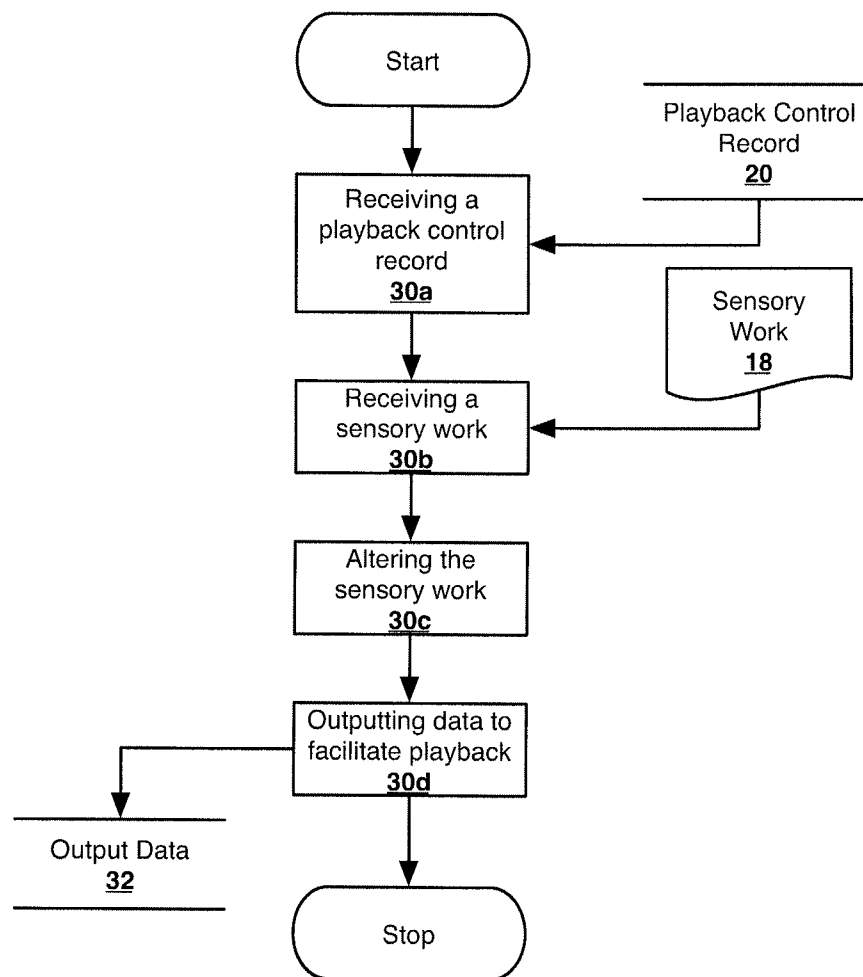 Start
Playback Control
Record
20
Receiving a
playback control
record
30a
Sensory
Work
18
Receiving a
sensory work
30b
Altering the
sensory work
30c
Outputting data to
facilitate playback
30d
Output Data
32
Stop